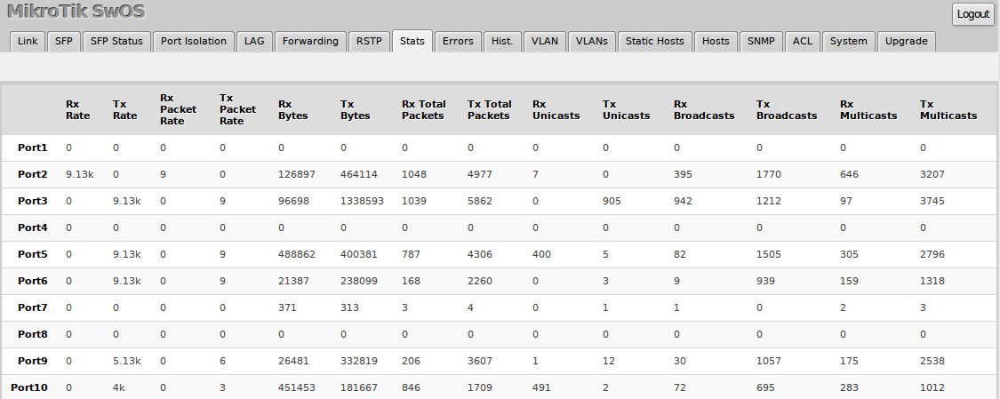 MikroTik SwOS
Logout
Link SFP SFP Status Port Isolation LAG Forwarding RSTP Stats Errors Hist. VLAN VLANs Static Hosts Hosts SNMP ACL System Upgrade
Rx Rate Tx Rate Rx Packet Rate Tx Packet Rate Rx Bytes Tx Bytes Rx Total Packets Tx Total Packets Rx Unicasts Tx Unicasts Rx Broadcasts Tx Broadcasts Rx Multicasts Tx Multicasts
Port1 0 0 0 0 0 0 0 0 0 0 0 0 0 0
Port2 9.13k 0 9 0 126897 464114 1048 4977 7 0 395 1770 646 3207
Port3 0 9.13k 0 9 96698 1338593 1039 5862 0 905 942 1212 97 3745
Port4 0 0 0 0 0 0 0 0 0 0 0 0 0 0
Port5 0 9.13k 0 9 488862 400381 787 4306 400 5 82 1505 305 2796
Port6 0 9.13k 0 9 21387 238099 168 2260 0 3 9 939 159 1318
Port7 0 0 0 0 371 313 3 4 0 1 1 0 2 3
Port8 0 0 0 0 0 0 0 0 0 0 0 0 0 0
Port9 0 5.13k 0 6 26481 332819 206 3607 1 12 30 1057 175 2538
Port10 0 4k 0 3 451453 181667 846 1709 491 2 72 695 283 1012